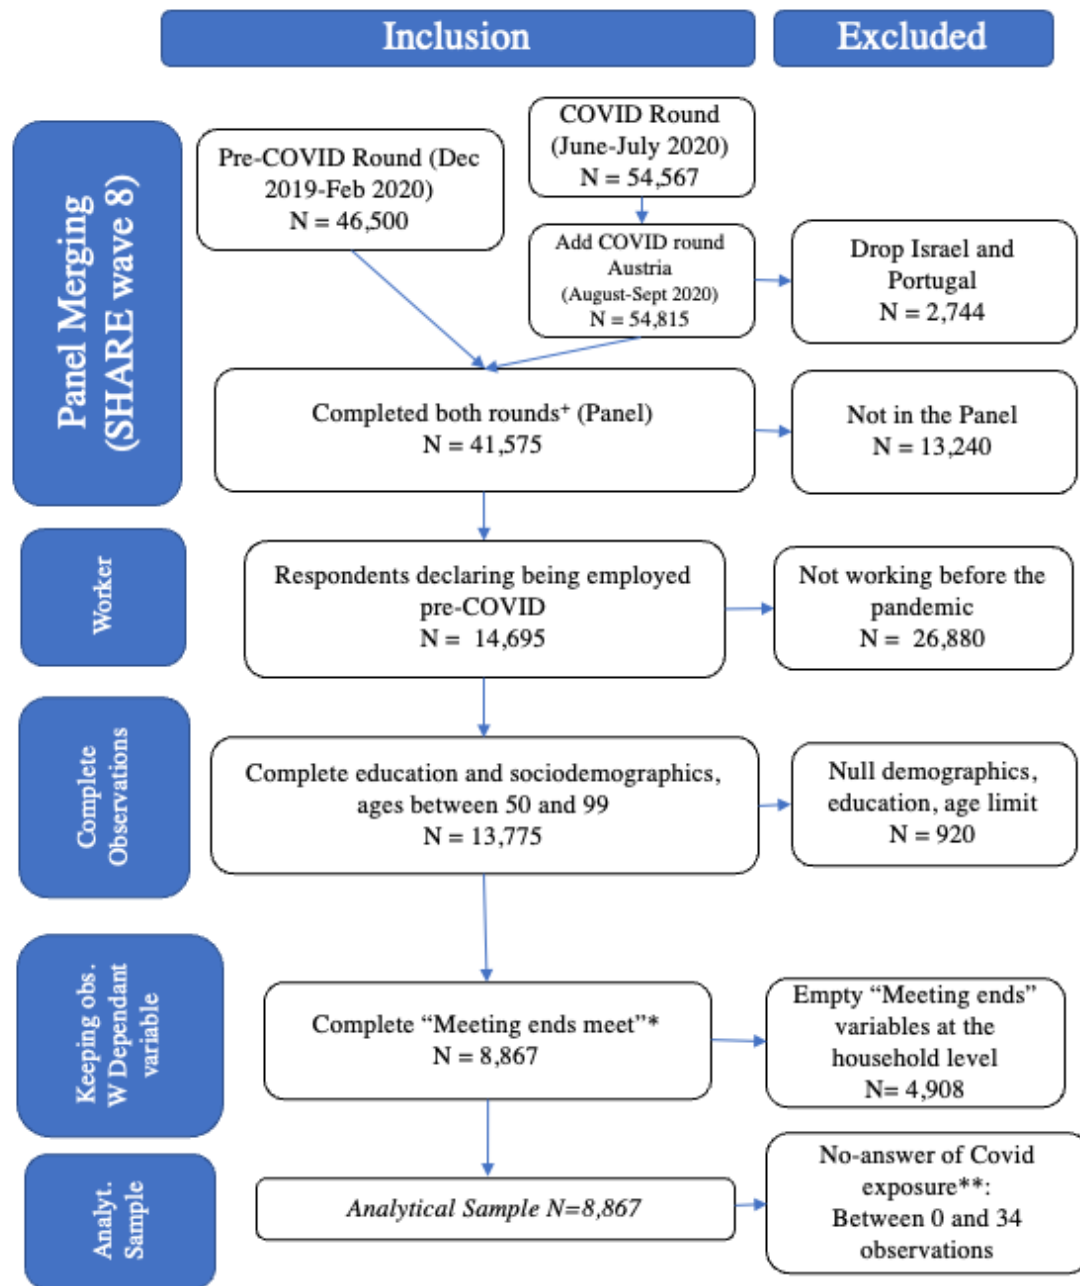 Inclusion
Excluded
Panel Merging
(SHARE wave 8)
Pre-COVID Round (Dec
2019-Feb 2020)
N = 46,500
COVID Round
(June-July 2020)
N = 54,567
Add COVID round
Austria
(August-Sept 2020)
N = 54,815
Drop Israel and
Portugal
N = 2,744
Completed both rounds⁺ (Panel)
N = 41,575
Not in the Panel
N = 13,240
Worker
Respondents declaring being employed
pre-COVID
N = 14,695
Not working before the
pandemic
N = 26,880
Complete
Observations
Complete education and sociodemographics,
ages between 50 and 99
N = 13,775
Null demographics,
education, age limit
N = 920
Keeping obs.
W Dependant
variable
Complete “Meeting ends meet”*
N = 8,867
Empty “Meeting ends”
variables at the
household level
N= 4,908
Analyt.
Sample
Analytical Sample N=8,867
No-answer of Covid
exposure**:
Between 0 and 34
observations